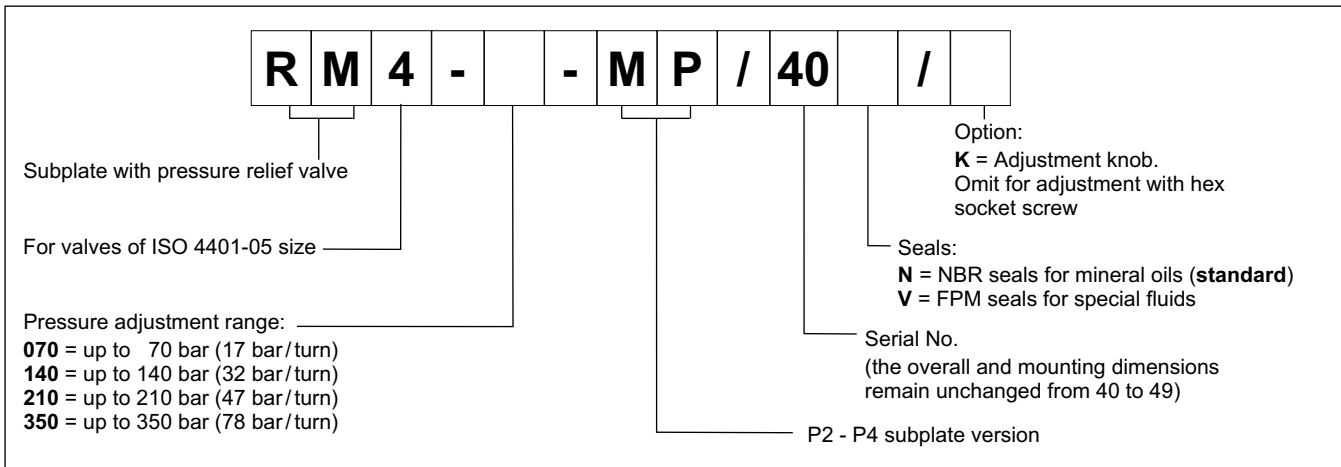 RM4- -MP/40 /
Subplate with pressure relief valve
For valves of ISO 4401-05 size
Pressure adjustment range:
070 = up to 70 bar (17 bar/turn)
140 = up to 140 bar (32 bar/turn)
210 = up to 210 bar (47 bar/turn)
350 = up to 350 bar (78 bar/turn)
Option:
K = Adjustment knob.
Omit for adjustment with hex
socket screw
Seals:
N = NBR seals for mineral oils (standard)
V = FPM seals for special fluids
Serial No.
(the overall and mounting dimensions
remain unchanged from 40 to 49)
P2 - P4 subplate version